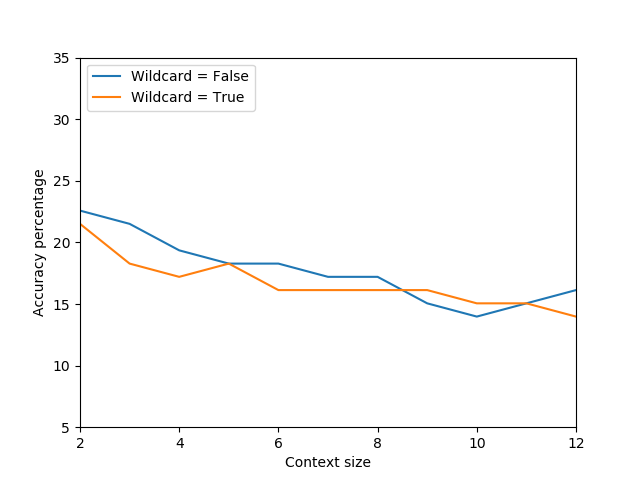 Wildcard = False
Wildcard = True
Accuracy percentage
35
30
25
20
15
10
5
2 4 6 8 10 12
Context size